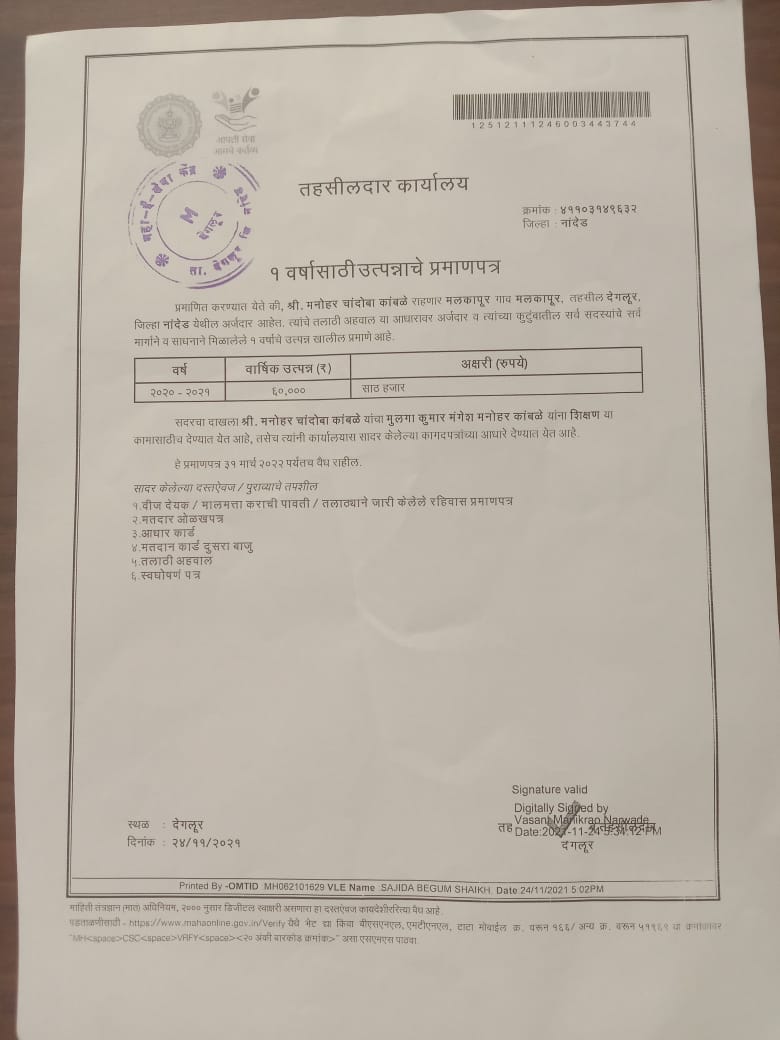 आपली सेवा
आमचे कर्तव्य
12512111246003443744
महा-ई-सेवा केंद्र
M
देगलूर
ता. देगलूर जि. नांदेड
तहसीलदार कार्यालय
क्रमांक : ४११०३१४९६३२
जिल्हा : नांदेड
१ वर्षासाठी उत्पन्नाचे प्रमाणपत्र
प्रमाणित करण्यात येते की, श्री. मनोहर चांदोबा कांबळे राहणार मलकापूर गाव मलकापूर, तहसील देगलूर,
जिल्हा नांदेड येथील अर्जदार आहेत. त्यांचे तलाठी अहवाल या आधारावर अर्जदार व त्यांच्या कुटुंबातील सर्व सदस्यांचे सर्व
मार्गाने व साधनाने मिळालेले १ वर्षाचे उत्पन्न खालील प्रमाणे आहे.
वर्ष वार्षिक उत्पन्न (₹) अक्षरी (रुपये)
२०२० - २०२१ ६०,००० साठ हजार
सदरचा दाखला श्री. मनोहर चांदोबा कांबळे यांचा मुलगा कुमार मंगेश मनोहर कांबळे यांना शिक्षण या
कामासाठीच देण्यात येत आहे, तसेच त्यांनी कार्यालयास सादर केलेल्या कागदपत्रांच्या आधारे देण्यात येत आहे.
हे प्रमाणपत्र ३१ मार्च २०२२ पर्यंतच वैध राहील.
सादर केलेल्या दस्तऐवज / पुराव्याचे तपशील
१.वीज देयक / मालमत्ता कराची पावती / तलाठ्याने जारी केलेले रहिवास प्रमाणपत्र
२.मतदार ओळखपत्र
३.आधार कार्ड
४.मतदान कार्ड दुसरा बाजु
५.तलाठी अहवाल
६.स्वघोषणं पत्र
Signature valid
Digitally Signed by
Vasant Manikrao Narwade
Date:2021-11-24 5:34:12 PM
देगलूर
स्थळ : देगलूर
दिनांक : २४/११/२०२१
Printed By -OMTID :MH062101629 VLE Name :SAJIDA BEGUM SHAIKH, Date 24/11/2021 5:02PM
माहिती तंत्रज्ञान (मात) अधिनियम, २००० नुसार डिजीटल स्वाक्षरी असणारा हा दस्तऐवज कायदेशीररित्या वैध आहे.
पडताळणीसाठी - https://www.mahaonline.gov.in/Verify येथे भेट द्या किंवा बीएसएनएल, एमटीएनएल, टाटा मोबाईल क्र. वरून १६६/ अन्य क्र. वरून ५१९६९ या क्रमांकावर
"MH<space>CSC<space>VRFY<space><२० अंकी बारकोड क्रमांक>" असा एसएमएस पाठवा.